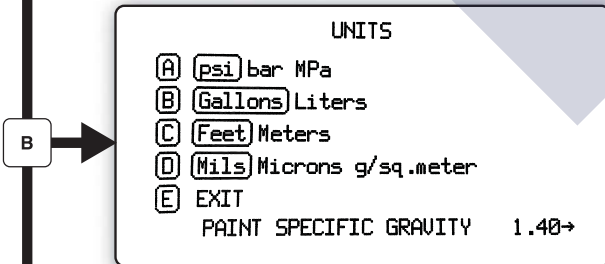 UNITS
A psi bar MPa
B Gallons Liters
C Feet Meters
B
D Mils Microns g/sq.meter
E EXIT
PAINT SPECIFIC GRAVITY 1.40→